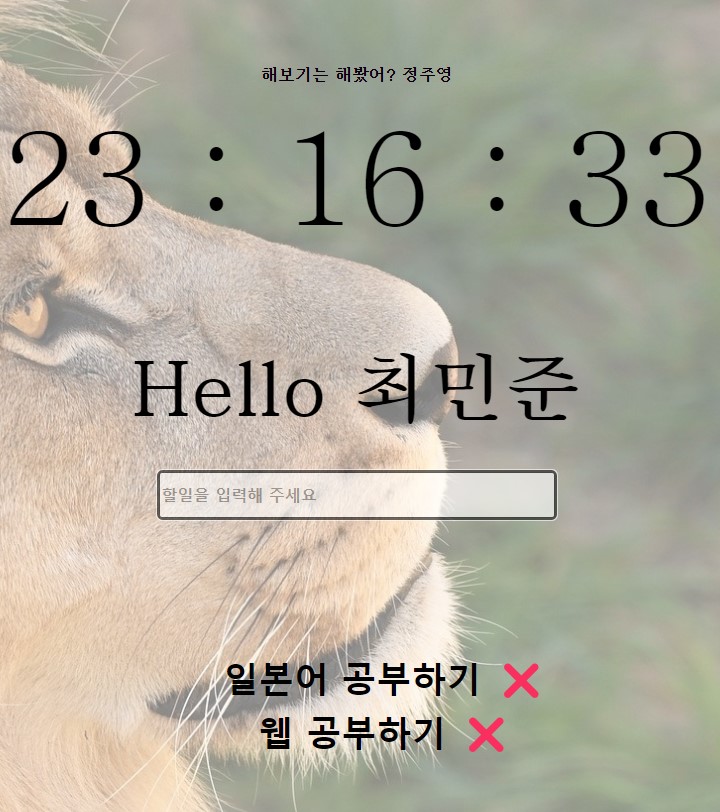 해보기는 해봤어? 정주영
23 : 16 : 33
Hello 최민준
할일을 입력해 주세요
일본어 공부하기 ❌
웹 공부하기 ❌